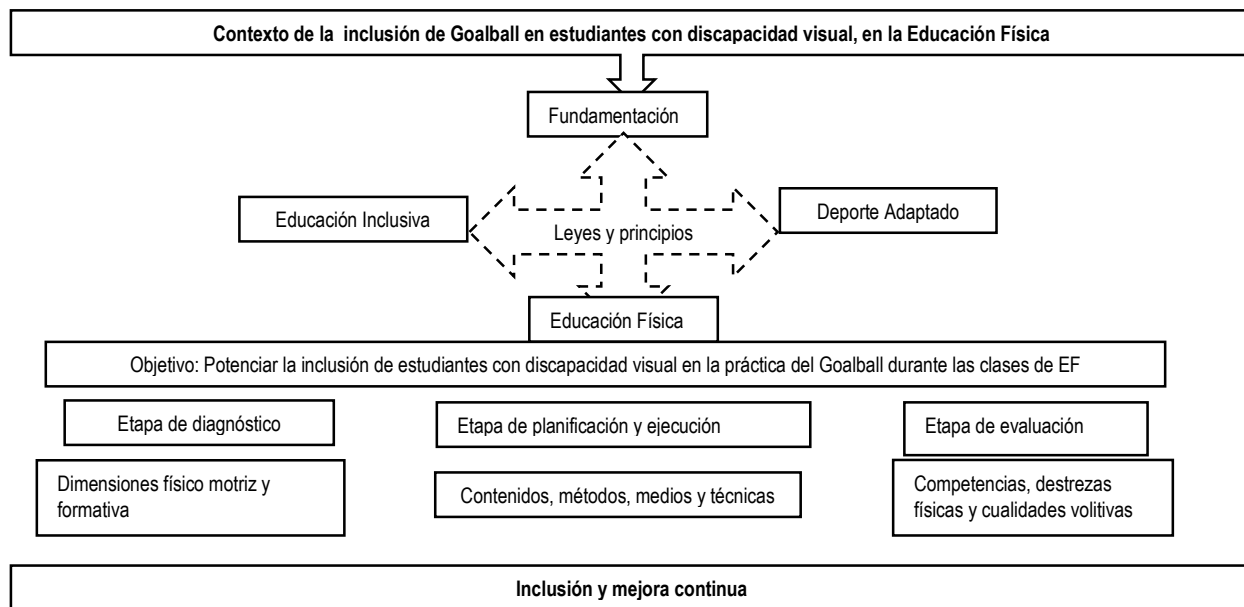 Contexto de la inclusión de Goalball en estudiantes con discapacidad visual, en la Educación Física
Fundamentación
Educación Inclusiva
Deporte Adaptado
Leyes y principios
Educación Física
Objetivo: Potenciar la inclusión de estudiantes con discapacidad visual en la práctica del Goalball durante las clases de EF
Etapa de diagnóstico
Etapa de planificación y ejecución
Etapa de evaluación
Dimensiones físico motriz y
formativa
Contenidos, métodos, medios y técnicas
Competencias, destrezas
físicas y cualidades volitivas
Inclusión y mejora continua